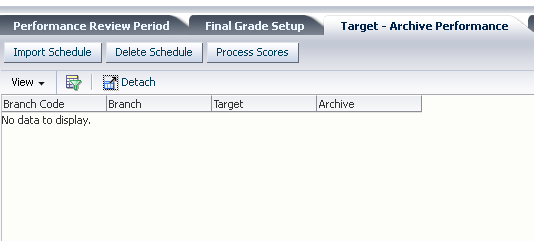 Performance Review Period Final Grade Setup Target - Archive Performance
Import Schedule Delete Schedule Process Scores
View Detach
Branch Code Branch Target Archive
No data to display.